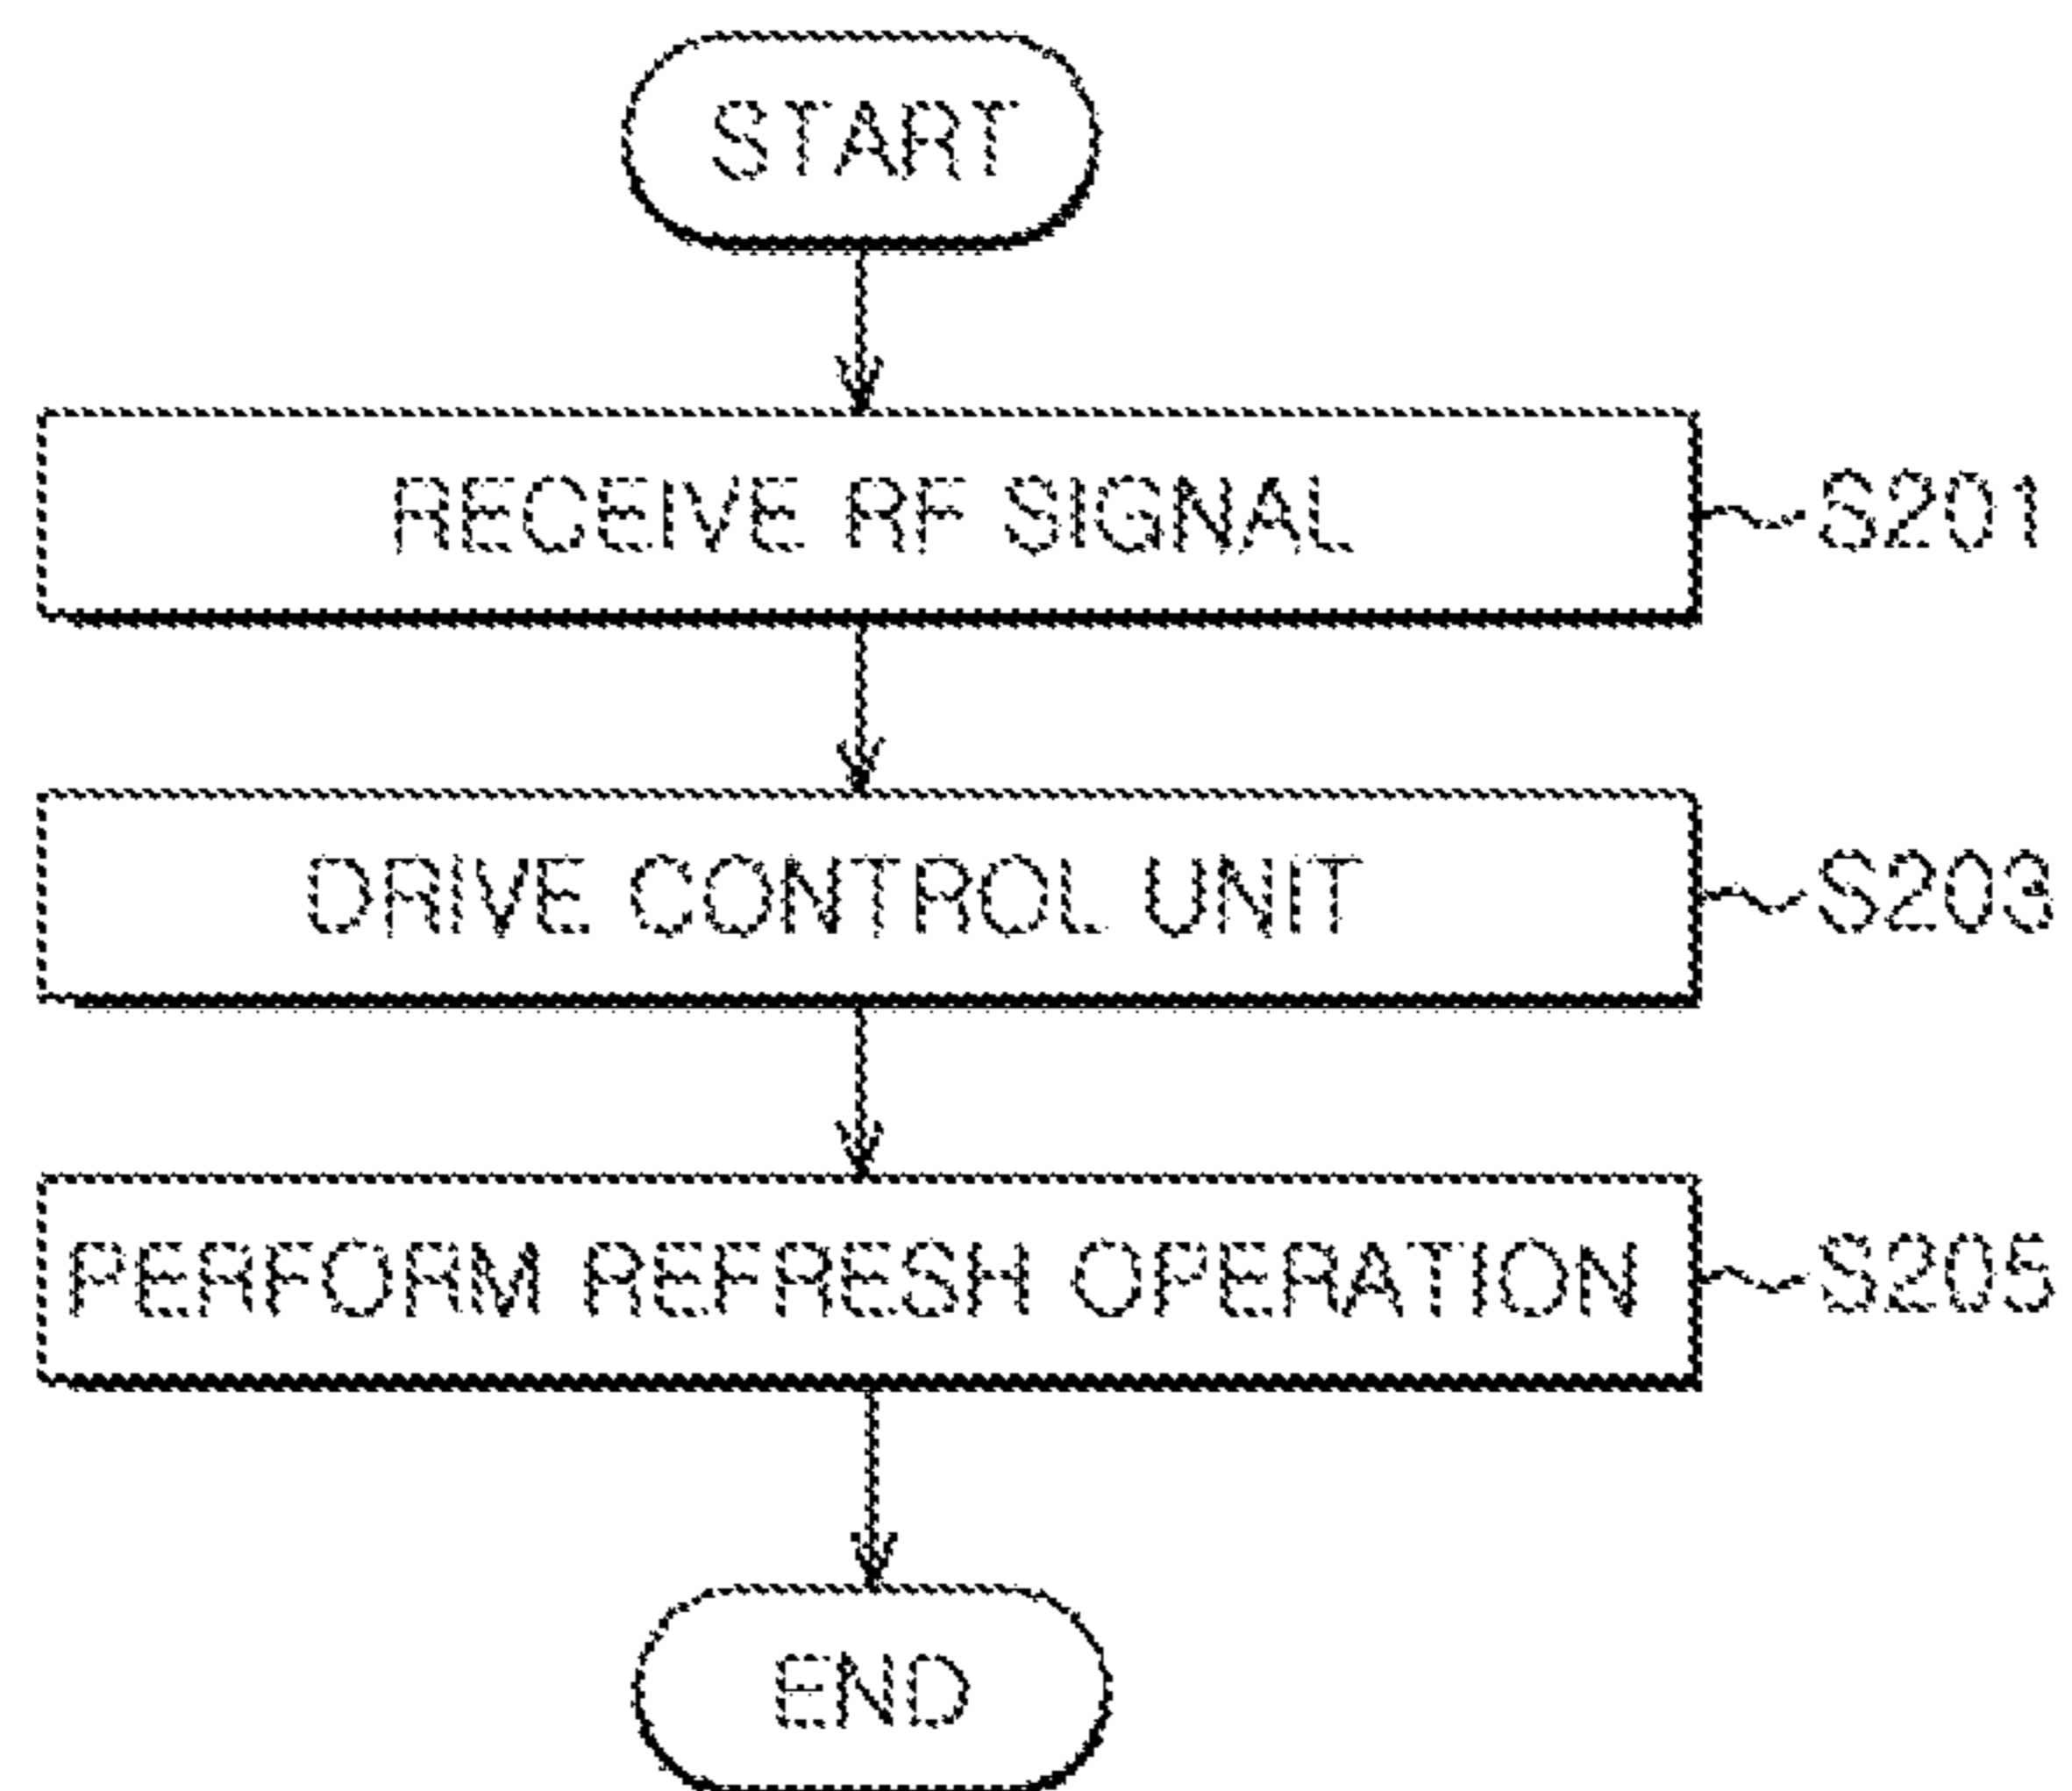 START
RECEIVE RF SIGNAL
S201
DRIVE CONTROL UNIT
S203
PERFORM REFRESH OPERATION
S205
END